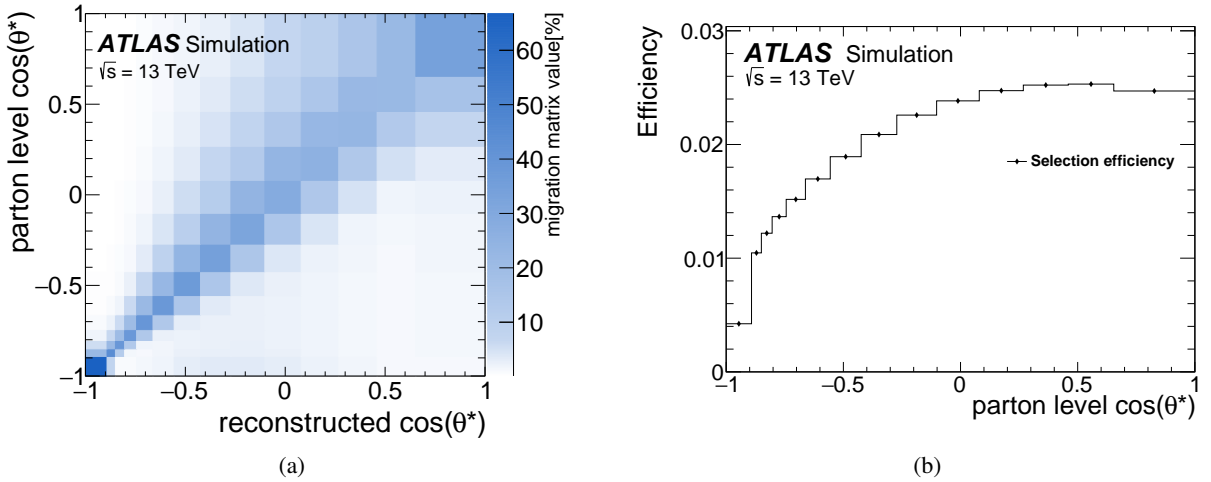 ATLAS Simulation
√s = 13 TeV
parton level cos(θ*)
1
0.5
0
−0.5
−1
−1 −0.5 0 0.5 1
reconstructed cos(θ*)
60
50
40
30
20
10
migration matrix value[%]
(a)
ATLAS Simulation
√s = 13 TeV
Efficiency
0.03
0.02
0.01
0
Selection efficiency
−1 −0.5 0 0.5 1
parton level cos(θ*)
(b)